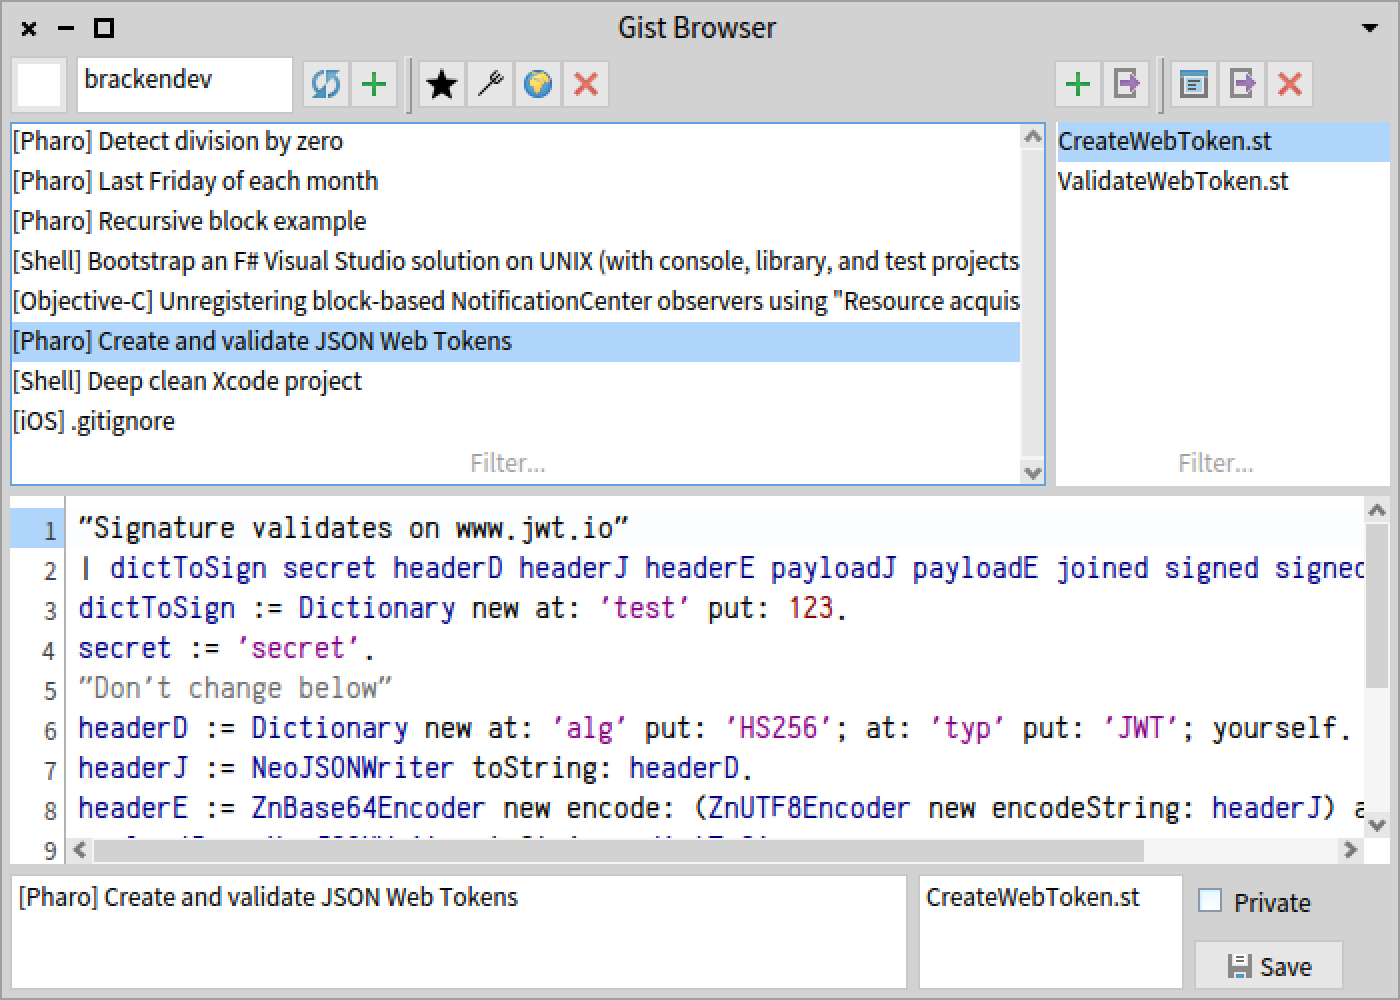 Gist Browser
brackendev
[Pharo] Detect division by zero
[Pharo] Last Friday of each month
[Pharo] Recursive block example
[Shell] Bootstrap an F# Visual Studio solution on UNIX (with console, library, and test projects
[Objective-C] Unregistering block-based NotificationCenter observers using "Resource acquis
[Pharo] Create and validate JSON Web Tokens
[Shell] Deep clean Xcode project
[iOS] .gitignore
Filter...
CreateWebToken.st
ValidateWebToken.st
Filter...
1 "Signature validates on www.jwt.io"
2 | dictToSign secret headerD headerJ headerE payloadJ payloadE joined signed signed
3 dictToSign := Dictionary new at: 'test' put: 123.
4 secret := 'secret'.
5 "Don't change below"
6 headerD := Dictionary new at: 'alg' put: 'HS256'; at: 'typ' put: 'JWT'; yourself.
7 headerJ := NeoJSONWriter toString: headerD.
8 headerE := ZnBase64Encoder new encode: (ZnUTF8Encoder new encodeString: headerJ) a
9
[Pharo] Create and validate JSON Web Tokens
CreateWebToken.st
Private
Save